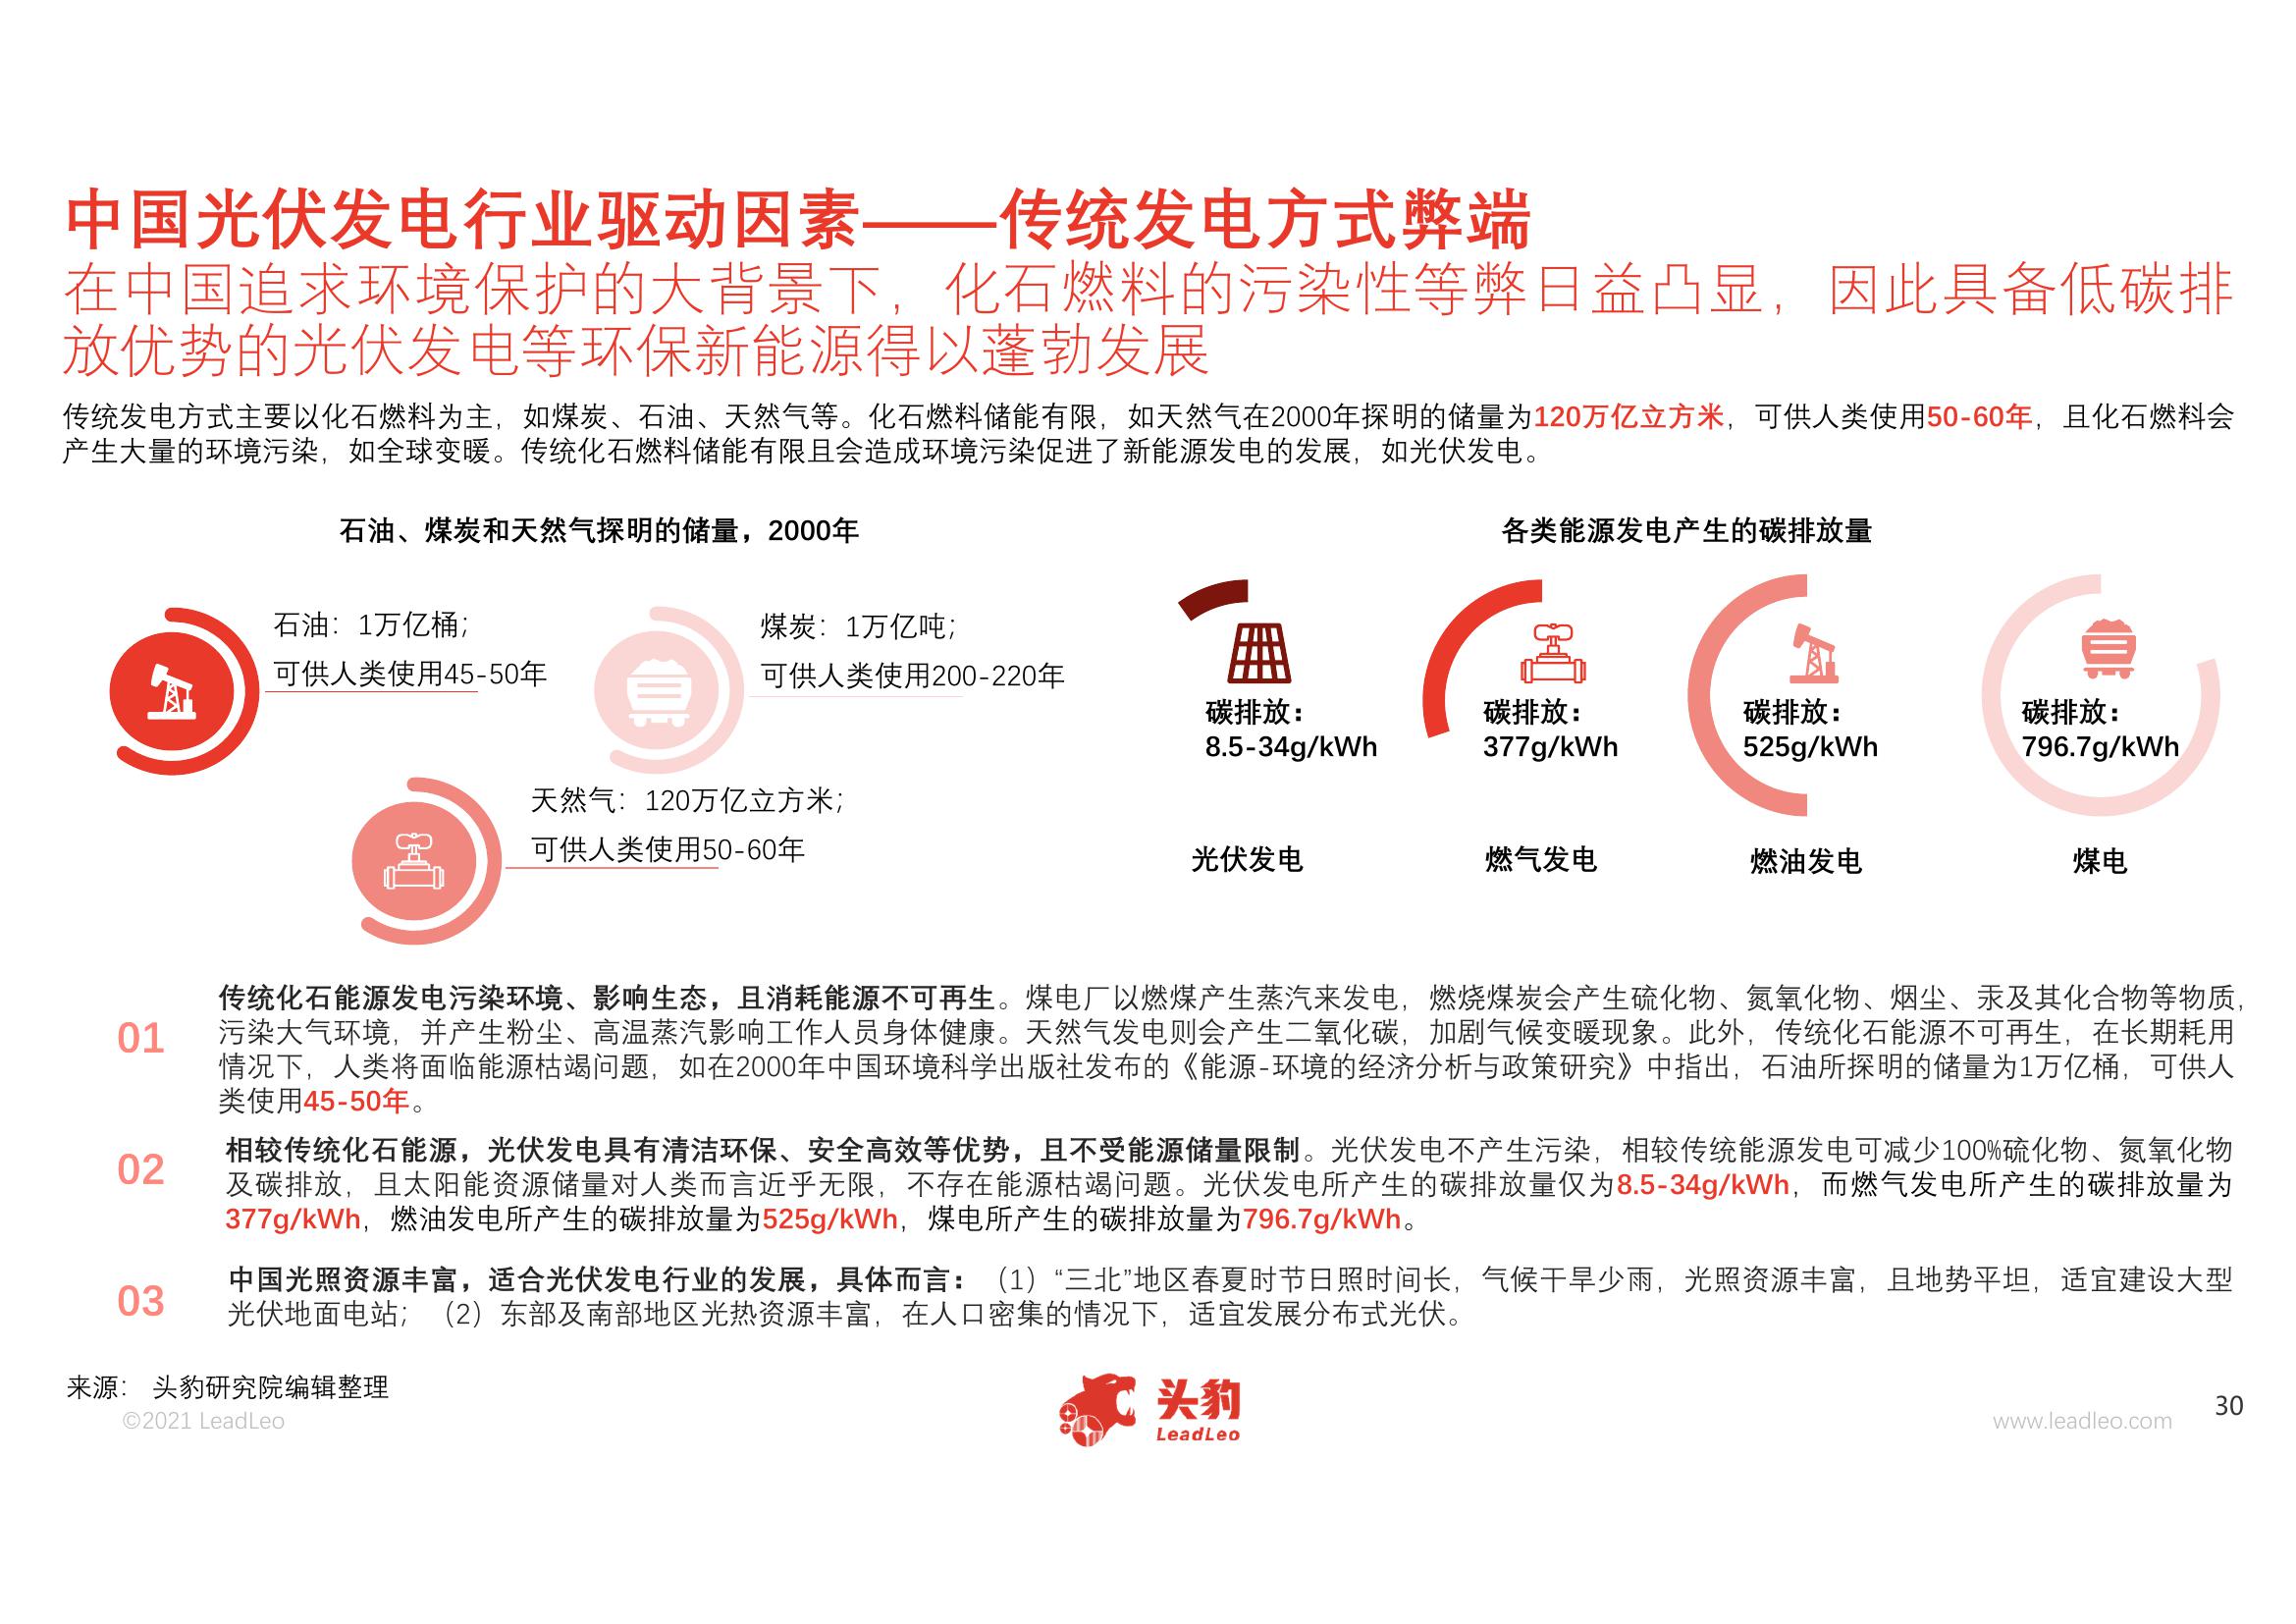 中国光伏发电行业驱动因素——传统发电方式弊端
在中国追求环境保护的大背景下，化石燃料的污染性等弊日益凸显，因此具备低碳排
放优势的光伏发电等环保新能源得以蓬勃发展
传统发电方式主要以化石燃料为主，如煤炭、石油、天然气等。化石燃料储能有限，如天然气在2000年探明的储量为120万亿立方米，可供人类使用50-60年，且化石燃料会
产生大量的环境污染，如全球变暖。传统化石燃料储能有限且会造成环境污染促进了新能源发电的发展，如光伏发电。
石油、煤炭和天然气探明的储量，2000年
石油：1万亿桶；
可供人类使用45-50年
煤炭：1万亿吨；
可供人类使用200-220年
天然气：120万亿立方米；
可供人类使用50-60年
各类能源发电产生的碳排放量
碳排放：
8.5-34g/kWh
光伏发电
碳排放：
377g/kWh
燃气发电
碳排放：
525g/kWh
燃油发电
碳排放：
796.7g/kWh
煤电
01
传统化石能源发电污染环境、影响生态，且消耗能源不可再生。煤电厂以燃煤产生蒸汽来发电，燃烧煤炭会产生硫化物、氮氧化物、烟尘、汞及其化合物等物质，
污染大气环境，并产生粉尘、高温蒸汽影响工作人员身体健康。天然气发电则会产生二氧化碳，加剧气候变暖现象。此外，传统化石能源不可再生，在长期耗用
情况下，人类将面临能源枯竭问题，如在2000年中国环境科学出版社发布的《能源-环境的经济分析与政策研究》中指出，石油所探明的储量为1万亿桶，可供人
类使用45-50年。
02
相较传统化石能源，光伏发电具有清洁环保、安全高效等优势，且不受能源储量限制。光伏发电不产生污染，相较传统能源发电可减少100%硫化物、氮氧化物
及碳排放，且太阳能资源储量对人类而言近乎无限，不存在能源枯竭问题。光伏发电所产生的碳排放量仅为8.5-34g/kWh，而燃气发电所产生的碳排放量为
377g/kWh，燃油发电所产生的碳排放量为525g/kWh，煤电所产生的碳排放量为796.7g/kWh。
03
中国光照资源丰富，适合光伏发电行业的发展，具体而言：（1）“三北”地区春夏时节日照时间长，气候干旱少雨，光照资源丰富，且地势平坦，适宜建设大型
光伏地面电站；（2）东部及南部地区光热资源丰富，在人口密集的情况下，适宜发展分布式光伏。
来源： 头豹研究院编辑整理
©2021 LeadLeo
头豹
LeadLeo
www.leadleo.com
30